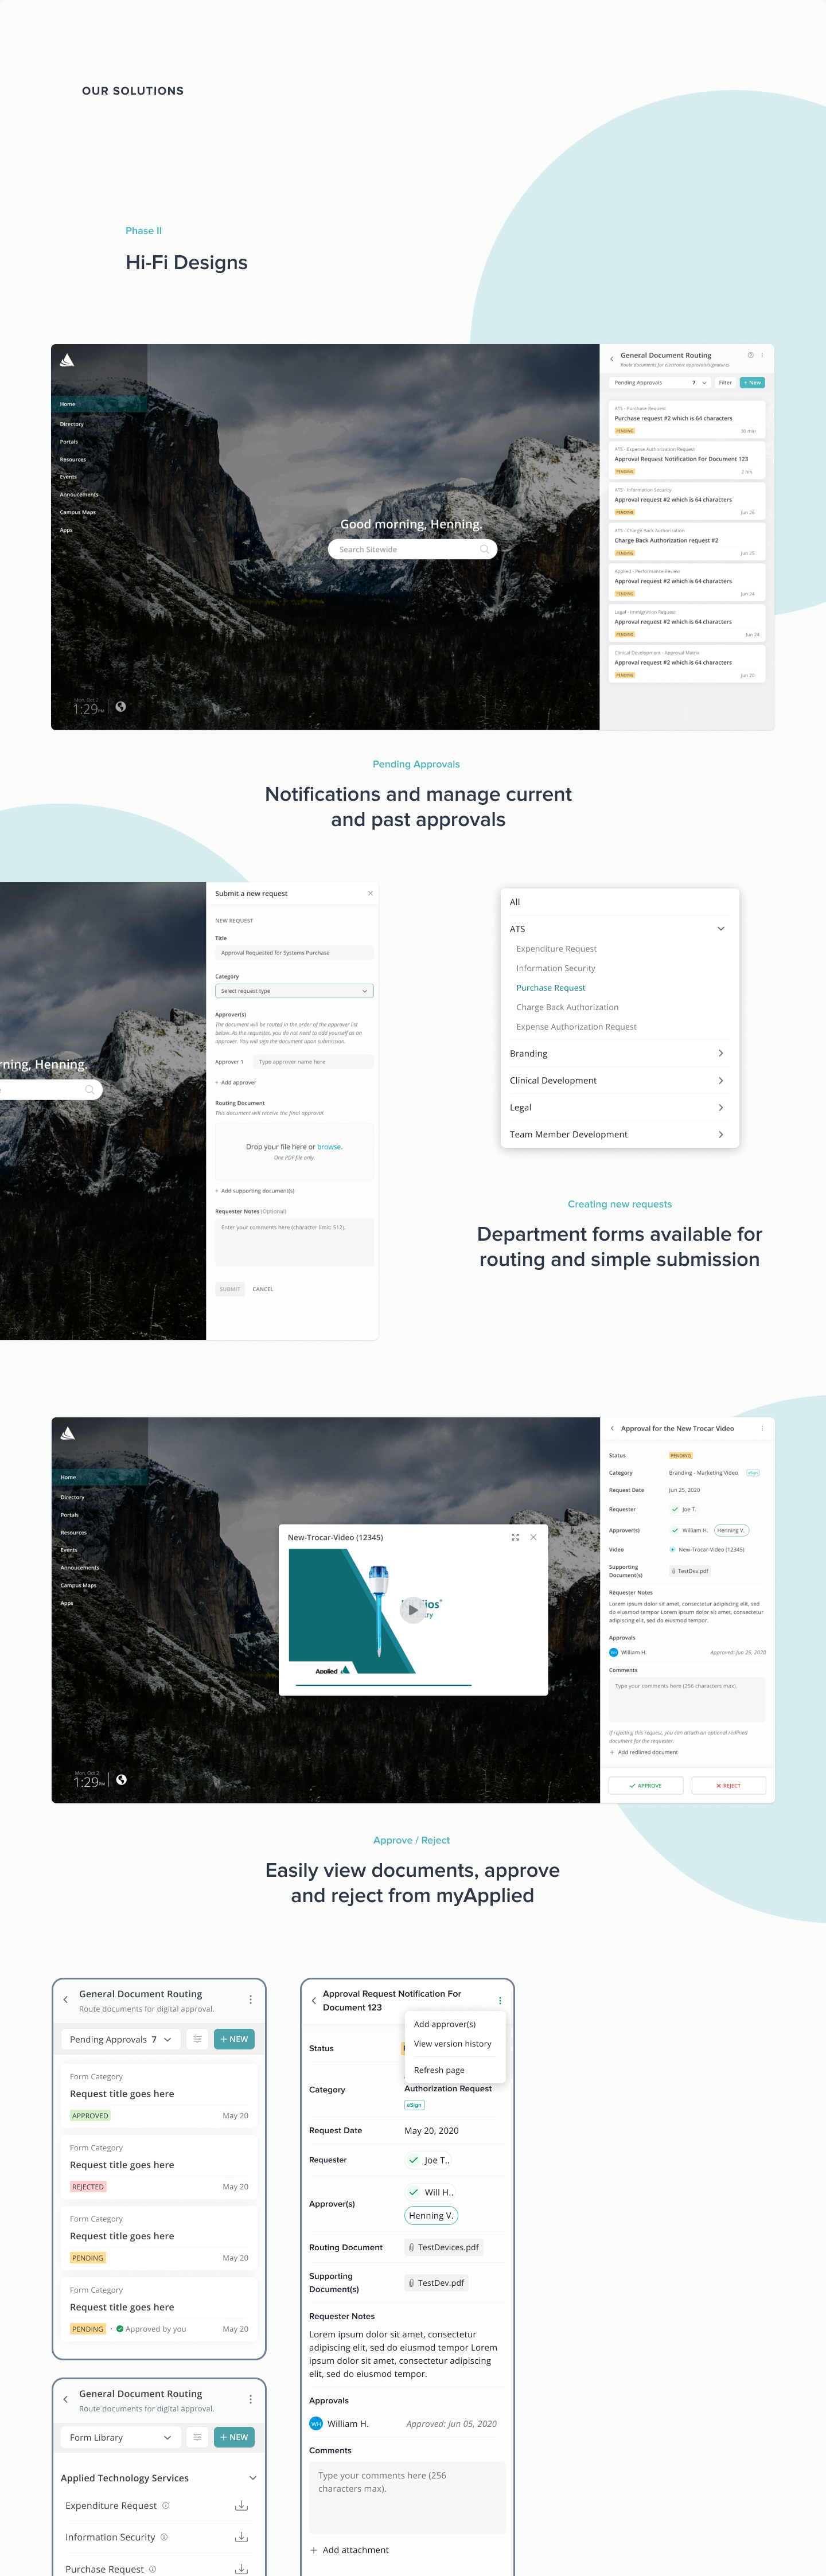 OUR SOLUTIONS
Phase II
Hi-Fi Designs
Home
Directory
Portals
Resources
Events
Annoucements
Campus Maps
Apps
Good morning, Henning.
Search Sitewide
Mon, Oct 2
1:29PM
General Document Routing
Route documents for electronic approvals/signatures
Pending Approvals 7
Filter
+ New
ATS - Purchase Request
Purchase request #2 which is 64 characters
PENDING 30 min
ATS - Expense Authorization Request
Approval Request Notification For Document 123
PENDING 2 hrs
ATS - Information Security
Approval request #2 which is 64 characters
PENDING Jun 26
ATS - Charge Back Authorization
Charge Back Authorization request #2
PENDING Jun 25
Applied - Performance Review
Approval request #2 which is 64 characters
PENDING Jun 24
Legal - Immigration Request
Approval request #2 which is 64 characters
PENDING Jun 24
Clinical Development - Approval Matrix
Approval request #2 which is 64 characters
PENDING Jun 20
Pending Approvals
Notifications and manage current
and past approvals
rning, Henning.
Submit a new request
NEW REQUEST
Title
Approval Requested for Systems Purchase
Category
Select request type
Approver(s)
The document will be routed in the order of the approver list
below. As the requester, you do not need to add yourself as an
approver. You will sign the document upon submission.
Approver 1 Type approver name here
+ Add approver
Routing Document
This document will receive the final approval.
Drop your file here or browse.
One PDF file only.
+ Add supporting document(s)
Requester Notes (Optional)
Enter your comments here (character limit: 512).
SUBMIT CANCEL
All
ATS
Expenditure Request
Information Security
Purchase Request
Charge Back Authorization
Expense Authorization Request
Branding
Clinical Development
Legal
Team Member Development
Creating new requests
Department forms available for
routing and simple submission
Home
Directory
Portals
Resources
Events
Annoucements
Campus Maps
Apps
Mon, Oct 2
1:29PM
New-Trocar-Video (12345)
ios®
try
Applied
Approval for the New Trocar Video
Status PENDING
Category Branding - Marketing Video eSign
Request Date Jun 25, 2020
Requester Joe T.
Approver(s) William H. Henning V.
Video New-Trocar-Video (12345)
Supporting
Document(s) TestDev.pdf
Requester Notes
Lorem ipsum dolor sit amet, consectetur adipiscing elit, sed
do eiusmod tempor Lorem ipsum dolor sit amet, consectetur
adipiscing elit, sed do eiusmod tempor.
Approvals
WH William H. Approved: Jun 25, 2020
Comments
Type your comments here (256 characters max).
If rejecting this request, you can attach an optional redlined
document for the requester.
+ Add redlined document
APPROVE REJECT
Approve / Reject
Easily view documents, approve
and reject from myApplied
General Document Routing
Route documents for digital approval.
Pending Approvals 7
+ NEW
Form Category
Request title goes here
APPROVED May 20
Form Category
Request title goes here
REJECTED May 20
Form Category
Request title goes here
PENDING May 20
Form Category
Request title goes here
PENDING · Approved by you May 20
General Document Routing
Route documents for digital approval.
Form Library
+ NEW
Applied Technology Services
Expenditure Request
Information Security
Purchase Request
Approval Request Notification For
Document 123
Add approver(s)
View version history
Refresh page
Status
Category Authorization Request
eSign
Request Date May 20, 2020
Requester Joe T..
Approver(s) Will H..
Henning V.
Routing Document TestDevices.pdf
Supporting
Document(s) TestDev.pdf
Requester Notes
Lorem ipsum dolor sit amet, consectetur
adipiscing elit, sed do eiusmod tempor Lorem
ipsum dolor sit amet, consectetur adipiscing
elit, sed do eiusmod tempor.
Approvals
WH William H. Approved: Jun 05, 2020
Comments
Type your comments here (256
characters max).
+ Add attachment